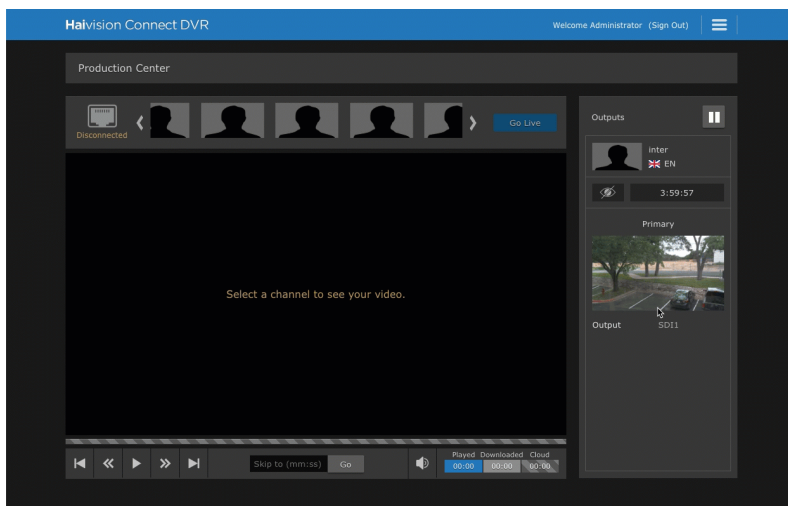 Haivision Connect DVR
Welcome Administrator (Sign Out)
Production Center
Disconnected
Go Live
Outputs
inter
EN
3:59:57
Primary
Select a channel to see your video.
Output SDI1
Skip to (mm:ss) Go
Played Downloaded Cloud
00:00 00:00 00:00